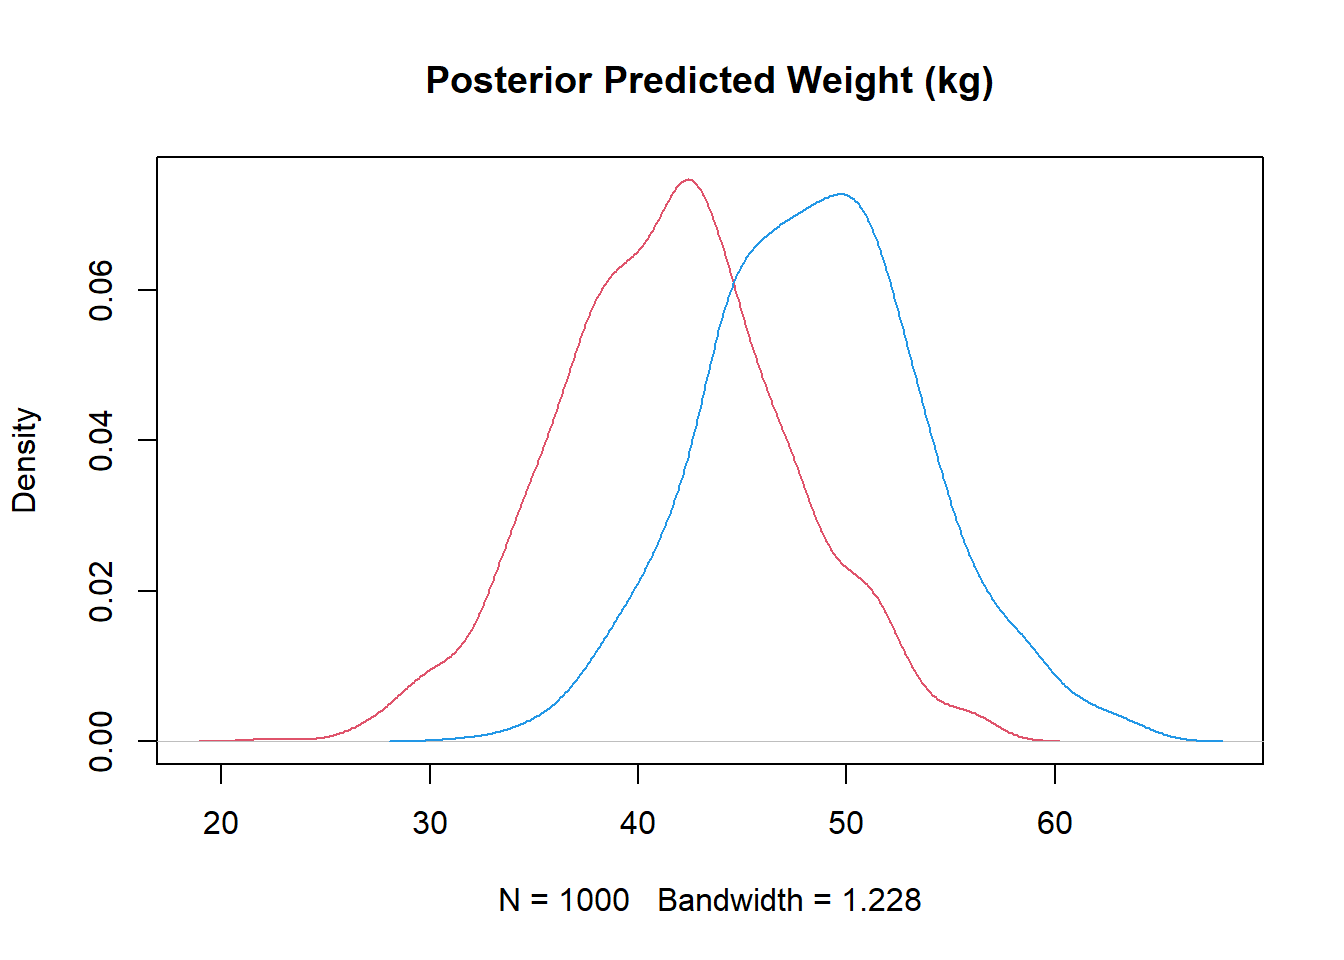 Posterior Predicted Weight (kg)
Density
0.06
0.04
0.02
0.00
20 30 40 50 60
N = 1000 Bandwidth = 1.228